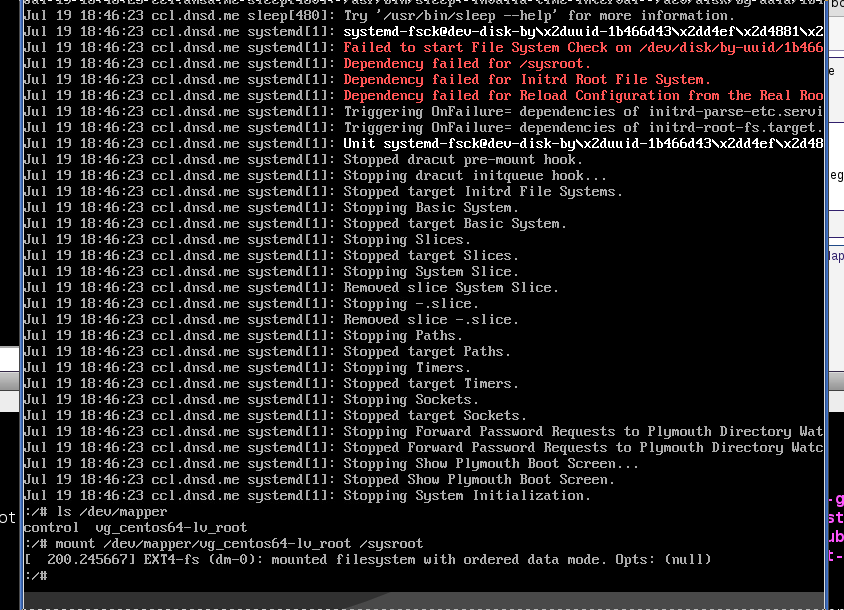 Jul 19 18:46:23 ccl.dnsd.me sleep[480]: Try '/usr/bin/sleep --help' for more information.
Jul 19 18:46:23 ccl.dnsd.me systemd[1]: systemd-fsck@dev-disk-by\x2duuid-1b466d43\x2dd4ef\x2d4881\x2
Jul 19 18:46:23 ccl.dnsd.me systemd[1]: Failed to start File System Check on /dev/disk/by-uuid/1b466
Jul 19 18:46:23 ccl.dnsd.me systemd[1]: Dependency failed for /sysroot.
Jul 19 18:46:23 ccl.dnsd.me systemd[1]: Dependency failed for Initrd Root File System.
Jul 19 18:46:23 ccl.dnsd.me systemd[1]: Dependency failed for Reload Configuration from the Real Roo
Jul 19 18:46:23 ccl.dnsd.me systemd[1]: Triggering OnFailure= dependencies of initrd-parse-etc.servi
Jul 19 18:46:23 ccl.dnsd.me systemd[1]: Triggering OnFailure= dependencies of initrd-root-fs.target.
Jul 19 18:46:23 ccl.dnsd.me systemd[1]: Unit systemd-fsck@dev-disk-by\x2duuid-1b466d43\x2dd4ef\x2d48
Jul 19 18:46:23 ccl.dnsd.me systemd[1]: Stopped dracut pre-mount hook.
Jul 19 18:46:23 ccl.dnsd.me systemd[1]: Stopping dracut initqueue hook...
Jul 19 18:46:23 ccl.dnsd.me systemd[1]: Stopped target Initrd File Systems.
Jul 19 18:46:23 ccl.dnsd.me systemd[1]: Stopping Basic System.
Jul 19 18:46:23 ccl.dnsd.me systemd[1]: Stopped target Basic System.
Jul 19 18:46:23 ccl.dnsd.me systemd[1]: Stopping Slices.
Jul 19 18:46:23 ccl.dnsd.me systemd[1]: Stopped target Slices.
Jul 19 18:46:23 ccl.dnsd.me systemd[1]: Stopping System Slice.
Jul 19 18:46:23 ccl.dnsd.me systemd[1]: Removed slice System Slice.
Jul 19 18:46:23 ccl.dnsd.me systemd[1]: Stopping -.slice.
Jul 19 18:46:23 ccl.dnsd.me systemd[1]: Removed slice -.slice.
Jul 19 18:46:23 ccl.dnsd.me systemd[1]: Stopping Paths.
Jul 19 18:46:23 ccl.dnsd.me systemd[1]: Stopped target Paths.
Jul 19 18:46:23 ccl.dnsd.me systemd[1]: Stopping Timers.
Jul 19 18:46:23 ccl.dnsd.me systemd[1]: Stopped target Timers.
Jul 19 18:46:23 ccl.dnsd.me systemd[1]: Stopping Sockets.
Jul 19 18:46:23 ccl.dnsd.me systemd[1]: Stopped target Sockets.
Jul 19 18:46:23 ccl.dnsd.me systemd[1]: Stopping Forward Password Requests to Plymouth Directory Wat
Jul 19 18:46:23 ccl.dnsd.me systemd[1]: Stopped Forward Password Requests to Plymouth Directory Watc
Jul 19 18:46:23 ccl.dnsd.me systemd[1]: Stopping Show Plymouth Boot Screen...
Jul 19 18:46:23 ccl.dnsd.me systemd[1]: Stopped Show Plymouth Boot Screen.
Jul 19 18:46:23 ccl.dnsd.me systemd[1]: Stopping System Initialization.
:/# ls /dev/mapper
control  vg_centos64-lv_root
:/# mount /dev/mapper/vg_centos64-lv_root /sysroot
[  200.245667] EXT4-fs (dm-0): mounted filesystem with ordered data mode. Opts: (null)
:/#